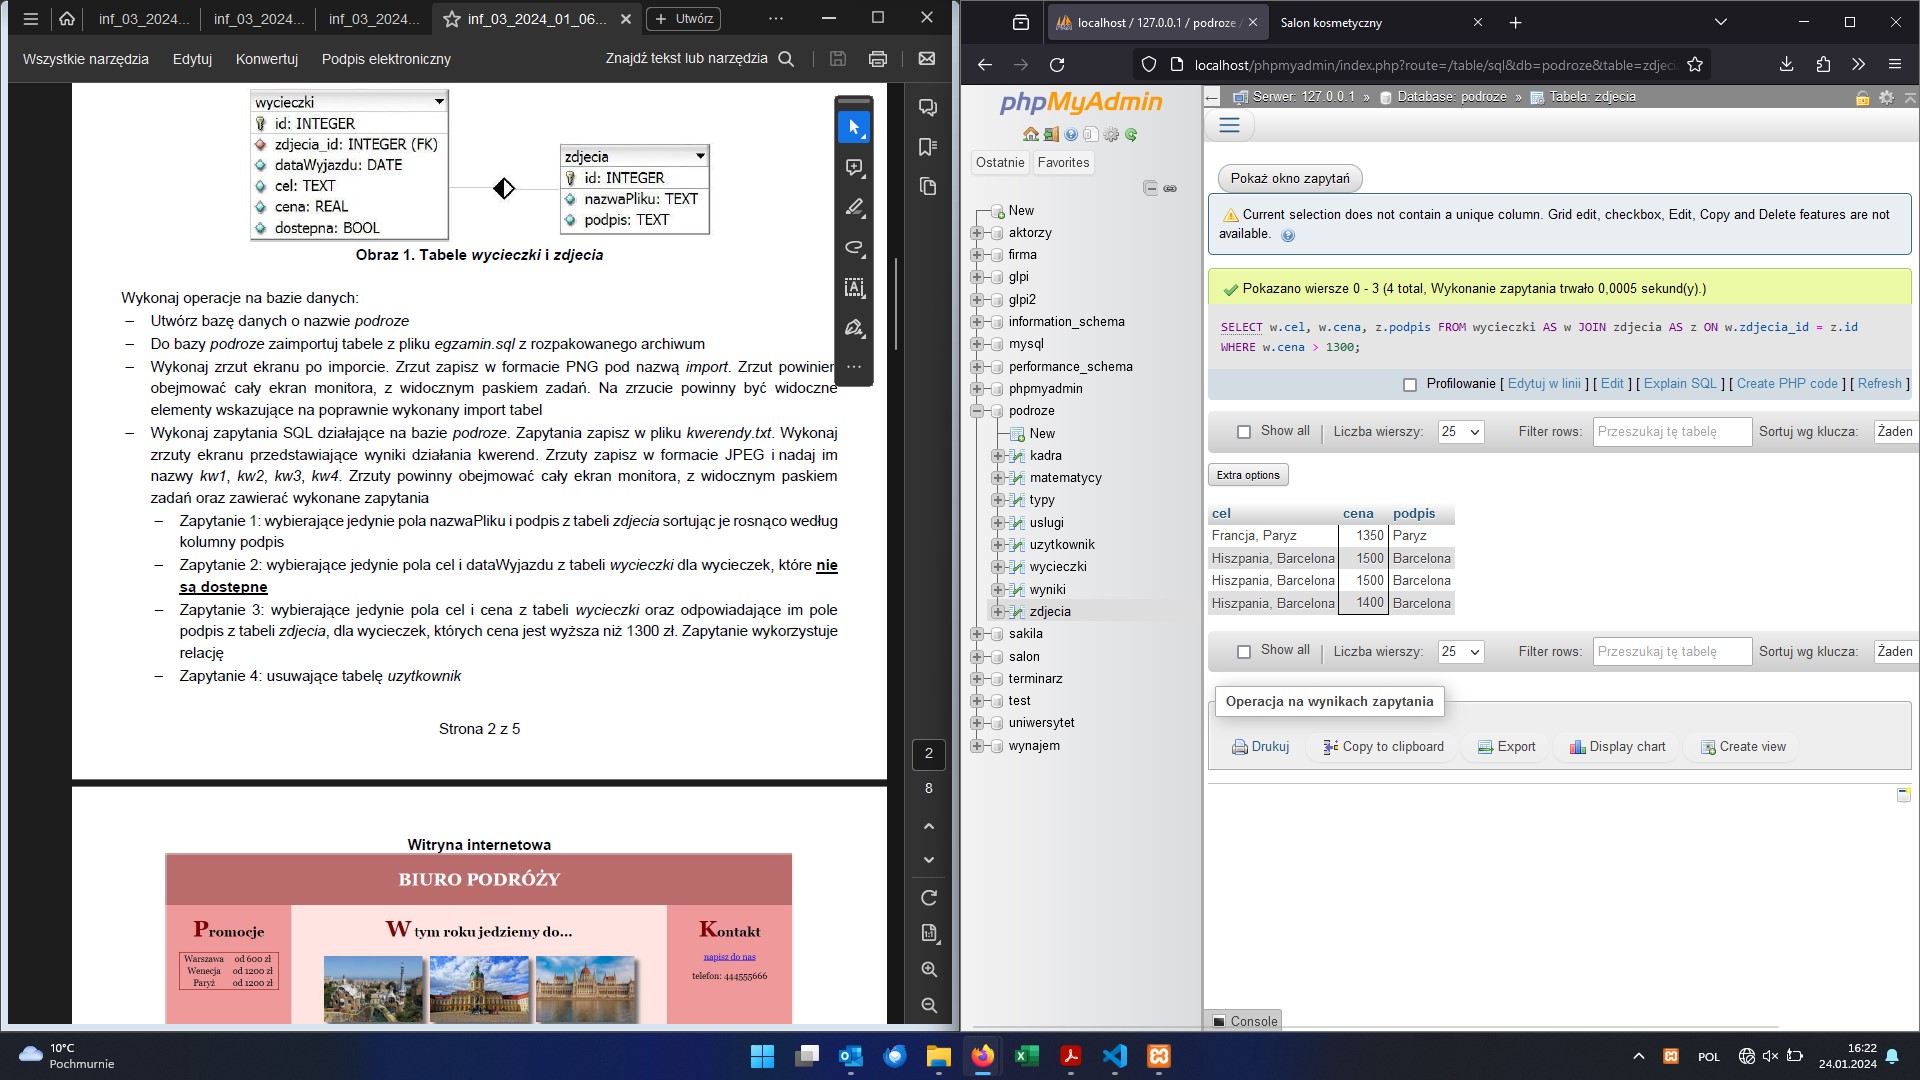 inf_03_2024...
inf_03_2024...
inf_03_2024...
inf_03_2024_01_06...
Utwórz
Wszystkie narzędzia
Edytuj
Konwertuj
Podpis elektroniczny
Znajdź tekst lub narzędzia
wycieczki
id: INTEGER
zdjecia_id: INTEGER (FK)
dataWyjazdu: DATE
cel: TEXT
cena: REAL
dostepna: BOOL
zdjecia
id: INTEGER
nazwaPliku: TEXT
podpis: TEXT
Obraz 1. Tabele wycieczki i zdjecia
Wykonaj operacje na bazie danych:
– Utwórz bazę danych o nazwie podroze
– Do bazy podroze zaimportuj tabele z pliku egzamin.sql z rozpakowanego archiwum
– Wykonaj zrzut ekranu po imporcie. Zrzut zapisz w formacie PNG pod nazwą import. Zrzut powinien
obejmować cały ekran monitora, z widocznym paskiem zadań. Na zrzucie powinny być widoczne
elementy wskazujące na poprawnie wykonany import tabel
– Wykonaj zapytania SQL działające na bazie podroze. Zapytania zapisz w pliku kwerendy.txt. Wykonaj
zrzuty ekranu przedstawiające wyniki działania kwerend. Zrzuty zapisz w formacie JPEG i nadaj im
nazwy kw1, kw2, kw3, kw4. Zrzuty powinny obejmować cały ekran monitora, z widocznym paskiem
zadań oraz zawierać wykonane zapytania
– Zapytanie 1: wybierające jedynie pola nazwaPliku i podpis z tabeli zdjecia sortując je rosnąco według
kolumny podpis
– Zapytanie 2: wybierające jedynie pola cel i dataWyjazdu z tabeli wycieczki dla wycieczek, które nie
są dostępne
– Zapytanie 3: wybierające jedynie pola cel i cena z tabeli wycieczki oraz odpowiadające im pole
podpis z tabeli zdjecia, dla wycieczek, których cena jest wyższa niż 1300 zł. Zapytanie wykorzystuje
relację
– Zapytanie 4: usuwające tabelę uzytkownik
Strona 2 z 5
2
8
Witryna internetowa
BIURO PODRÓŻY
Promocje
Warszawa od 600 zł
Wenecja od 1200 zł
Paryż od 1200 zł
W tym roku jedziemy do...
Kontakt
napisz do nas
telefon: 444555666
localhost / 127.0.0.1 / podroze /
Salon kosmetyczny
localhost/phpmyadmin/index.php?route=/table/sql&db=podroze&table=zdjeci
phpMyAdmin
Ostatnie
Favorites
New
aktorzy
firma
glpi
glpi2
information_schema
mysql
performance_schema
phpmyadmin
podroze
New
kadra
matematycy
typy
uslugi
uzytkownik
wycieczki
wyniki
zdjecia
sakila
salon
terminarz
test
uniwersytet
wynajem
Serwer: 127.0.0.1 » Database: podroze » Tabela: zdjecia
Pokaż okno zapytań
Current selection does not contain a unique column. Grid edit, checkbox, Edit, Copy and Delete features are not
available.
Pokazano wiersze 0 - 3 (4 total, Wykonanie zapytania trwało 0,0005 sekund(y).)
SELECT w.cel, w.cena, z.podpis FROM wycieczki AS w JOIN zdjecia AS z ON w.zdjecia_id = z.id
WHERE w.cena > 1300;
Profilowanie [ Edytuj w linii ] [ Edit ] [ Explain SQL ] [ Create PHP code ] [ Refresh ]
Show all | Liczba wierszy: 25 Filter rows: Przeszukaj tę tabelę Sortuj wg klucza: Żaden
Extra options
cel cena podpis
Francja, Paryz 1350 Paryz
Hiszpania, Barcelona 1500 Barcelona
Hiszpania, Barcelona 1500 Barcelona
Hiszpania, Barcelona 1400 Barcelona
Show all | Liczba wierszy: 25 Filter rows: Przeszukaj tę tabelę Sortuj wg klucza: Żaden
Operacja na wynikach zapytania
Drukuj Copy to clipboard Export Display chart Create view
Console
10°C
Pochmurnie
POL
16:22
24.01.2024